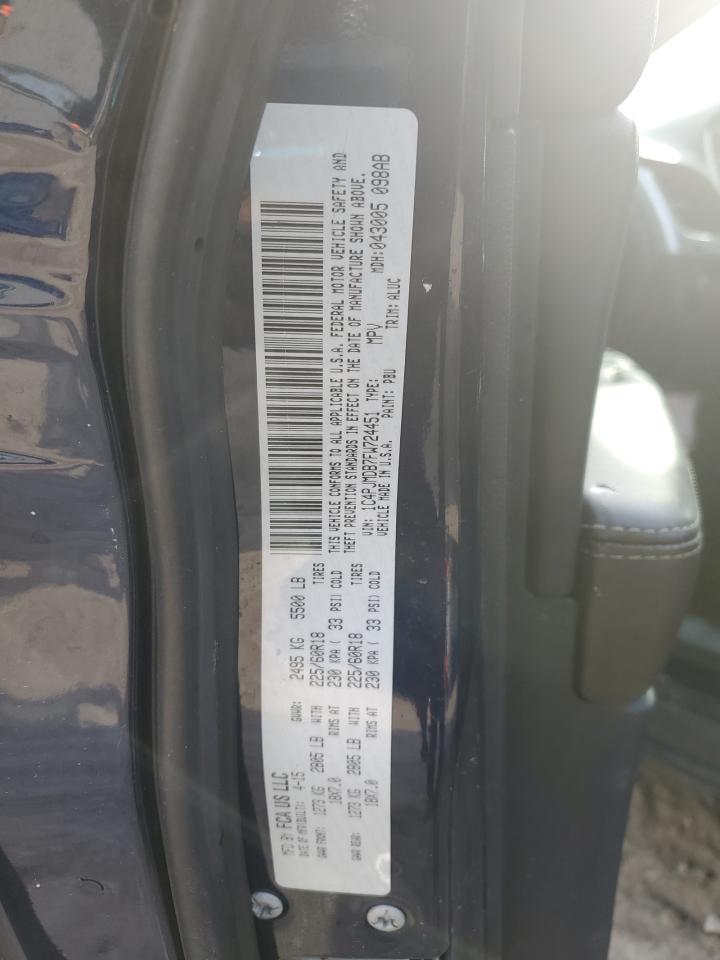 MFD BY FCA US LLC
DATE OF MFR/BUILT: 4-15 GVWR: 2495 KG 5500 LB
GAWR FRONT: 1273 KG 2805 LB WITH 225/60R18 TIRES
18X7.0 RIMS AT 230 KPA ( 33 PSI) COLD
GAWR REAR: 1273 KG 2805 LB WITH 225/60R18 TIRES
18X7.0 RIMS AT 230 KPA ( 33 PSI) COLD
THIS VEHICLE CONFORMS TO ALL APPLICABLE U.S.A. FEDERAL MOTOR VEHICLE SAFETY AND
THEFT PREVENTION STANDARDS IN EFFECT ON THE DATE OF MANUFACTURE SHOWN ABOVE.
VIN: 1C4PJMDB7FW724451 TYPE: MPV MDH:043005 098AB
VEHICLE MADE IN U.S.A. PAINT: PBU TRIM: ALUC